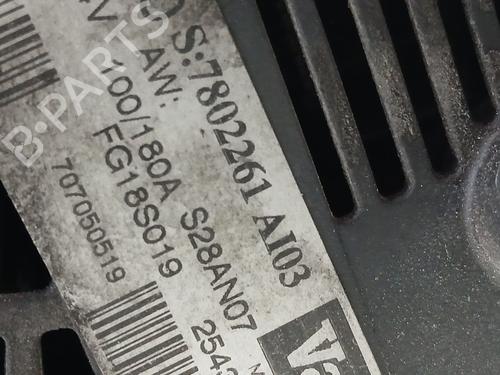 S:7802261 AI03
AW:
V 100/180A S28AN07
FG18S019 254
707050519
Va
B-PARTS